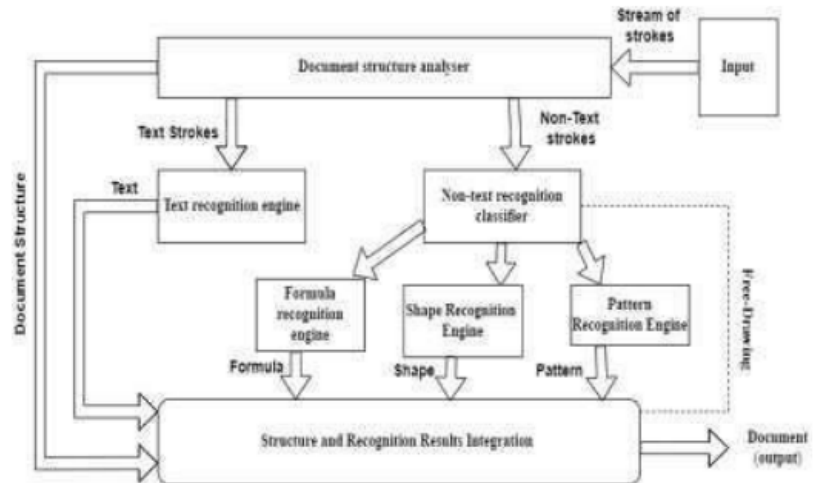 Stream of
strokes
Document structure analyser
Input
Text Strokes
Non-Text
strokes
Text
Text recognition engine
Non-text recognition
classifier
Document Structure
Free-Drawing
Formula
recognition
engine
Shape Recognition
Engine
Pattern
Recognition Engine
Formula
Shape
Pattern
Structure and Recognition Results Integration
Document
(output)